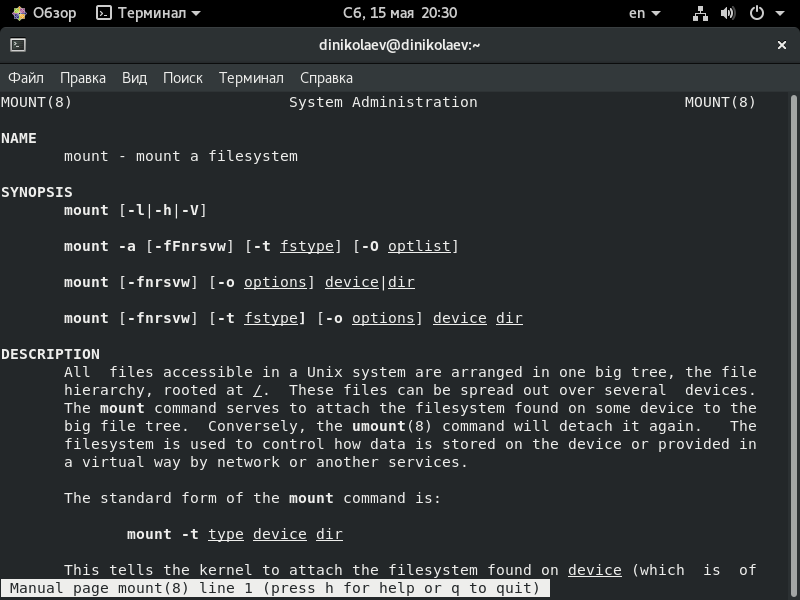 Обзор Терминал Сб, 15 мая 20:30 en
dinikolaev@dinikolaev:~
Файл Правка Вид Поиск Терминал Справка
MOUNT(8) System Administration MOUNT(8)
NAME
mount - mount a filesystem
SYNOPSIS
mount [-l|-h|-V]
mount -a [-fFnrsvw] [-t fstype] [-O optlist]
mount [-fnrsvw] [-o options] device|dir
mount [-fnrsvw] [-t fstype] [-o options] device dir
DESCRIPTION
All files accessible in a Unix system are arranged in one big tree, the file
hierarchy, rooted at /. These files can be spread out over several devices.
The mount command serves to attach the filesystem found on some device to the
big file tree. Conversely, the umount(8) command will detach it again. The
filesystem is used to control how data is stored on the device or provided in
a virtual way by network or another services.
The standard form of the mount command is:
mount -t type device dir
This tells the kernel to attach the filesystem found on device (which is of
Manual page mount(8) line 1 (press h for help or q to quit)